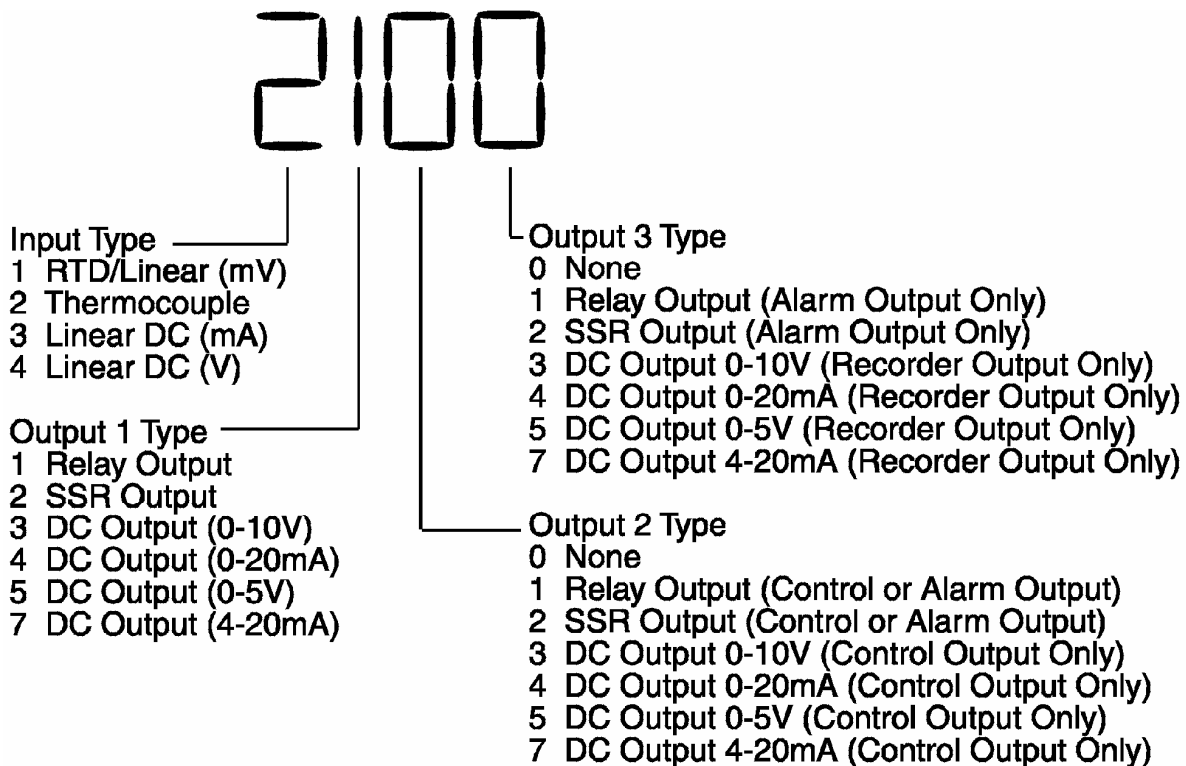 2100
Input Type
1 RTD/Linear (mV)
2 Thermocouple
3 Linear DC (mA)
4 Linear DC (V)
Output 1 Type
1 Relay Output
2 SSR Output
3 DC Output (0-10V)
4 DC Output (0-20mA)
5 DC Output (0-5V)
7 DC Output (4-20mA)
Output 3 Type
0 None
1 Relay Output (Alarm Output Only)
2 SSR Output (Alarm Output Only)
3 DC Output 0-10V (Recorder Output Only)
4 DC Output 0-20mA (Recorder Output Only)
5 DC Output 0-5V (Recorder Output Only)
7 DC Output 4-20mA (Recorder Output Only)
Output 2 Type
0 None
1 Relay Output (Control or Alarm Output)
2 SSR Output (Control or Alarm Output)
3 DC Output 0-10V (Control Output Only)
4 DC Output 0-20mA (Control Output Only)
5 DC Output 0-5V (Control Output Only)
7 DC Output 4-20mA (Control Output Only)